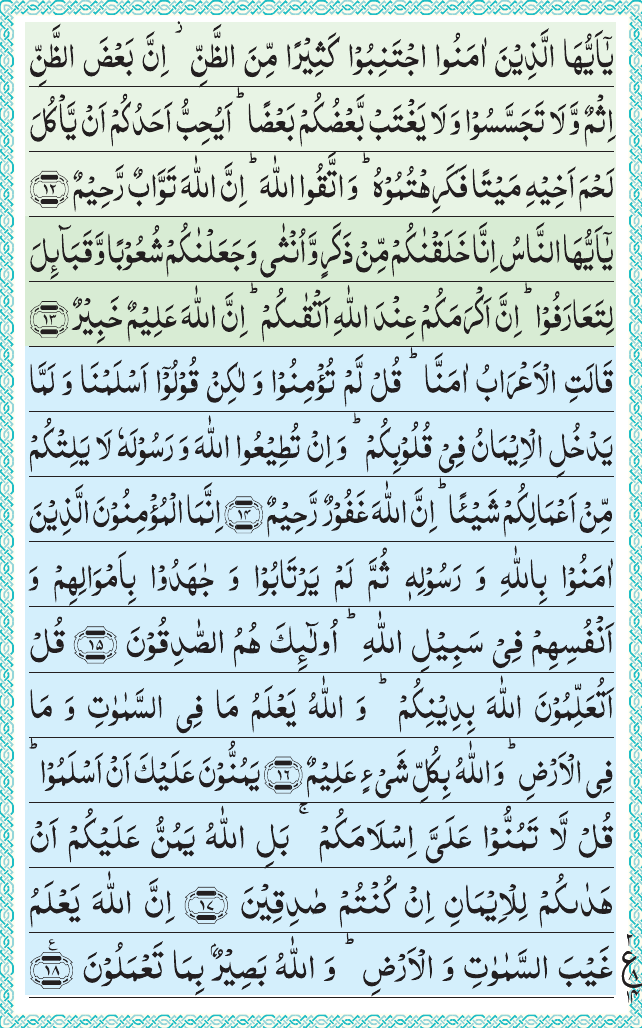 يٰۤاَيُّهَا الَّذِيْنَ اٰمَنُوا اجْتَنِبُوْا كَثِيْرًا مِّنَ الظَّنِّ ؗ اِنَّ بَعْضَ الظَّنِّ
اِثْمٌ وَّلَا تَجَسَّسُوْا وَلَا يَغْتَبْ بَّعْضُكُمْ بَعْضًا ؕ اَيُحِبُّ اَحَدُكُمْ اَنْ يَّاْكُلَ
لَحْمَ اَخِيْهِ مَيْتًا فَكَرِهْتُمُوْهُ ؕ وَاتَّقُوا اللّٰهَ ؕ اِنَّ اللّٰهَ تَوَّابٌ رَّحِيْمٌ ۝۱۲
يٰۤاَيُّهَا النَّاسُ اِنَّا خَلَقْنٰكُمْ مِّنْ ذَكَرٍ وَّاُنْثٰى وَجَعَلْنٰكُمْ شُعُوْبًا وَّقَبَآئِلَ
لِتَعَارَفُوْا ؕ اِنَّ اَكْرَمَكُمْ عِنْدَ اللّٰهِ اَتْقٰىكُمْ ؕ اِنَّ اللّٰهَ عَلِيْمٌ خَبِيْرٌ ۝۱۳
قَالَتِ الْاَعْرَابُ اٰمَنَّا ؕ قُلْ لَّمْ تُؤْمِنُوْا وَ لٰكِنْ قُوْلُوْۤا اَسْلَمْنَا وَ لَمَّا
يَدْخُلِ الْاِيْمَانُ فِيْ قُلُوْبِكُمْ ؕ وَاِنْ تُطِيْعُوا اللّٰهَ وَ رَسُوْلَهٗ لَا يَلِتْكُمْ
مِّنْ اَعْمَالِكُمْ شَيْئًا ؕ اِنَّ اللّٰهَ غَفُوْرٌ رَّحِيْمٌ ۝۱۴ اِنَّمَا الْمُؤْمِنُوْنَ الَّذِيْنَ
اٰمَنُوْا بِاللّٰهِ وَ رَسُوْلِهٖ ثُمَّ لَمْ يَرْتَابُوْا وَ جٰهَدُوْا بِاَمْوَالِهِمْ وَ
اَنْفُسِهِمْ فِيْ سَبِيْلِ اللّٰهِ ؕ اُولٰٓئِكَ هُمُ الصّٰدِقُوْنَ ۝۱۵ قُلْ
اَتُعَلِّمُوْنَ اللّٰهَ بِدِيْنِكُمْ ؕ وَ اللّٰهُ يَعْلَمُ مَا فِى السَّمٰوٰتِ وَ مَا
فِى الْاَرْضِ ؕ وَاللّٰهُ بِكُلِّ شَيْءٍ عَلِيْمٌ ۝۱۶ يَمُنُّوْنَ عَلَيْكَ اَنْ اَسْلَمُوْا ؕ
قُلْ لَّا تَمُنُّوْا عَلَيَّ اِسْلَامَكُمْ ۚ بَلِ اللّٰهُ يَمُنُّ عَلَيْكُمْ اَنْ
هَدٰىكُمْ لِلْاِيْمَانِ اِنْ كُنْتُمْ صٰدِقِيْنَ ۝۱۷ اِنَّ اللّٰهَ يَعْلَمُ
غَيْبَ السَّمٰوٰتِ وَ الْاَرْضِ ؕ وَ اللّٰهُ بَصِيْرٌۢ بِمَا تَعْمَلُوْنَ ۝۱۸